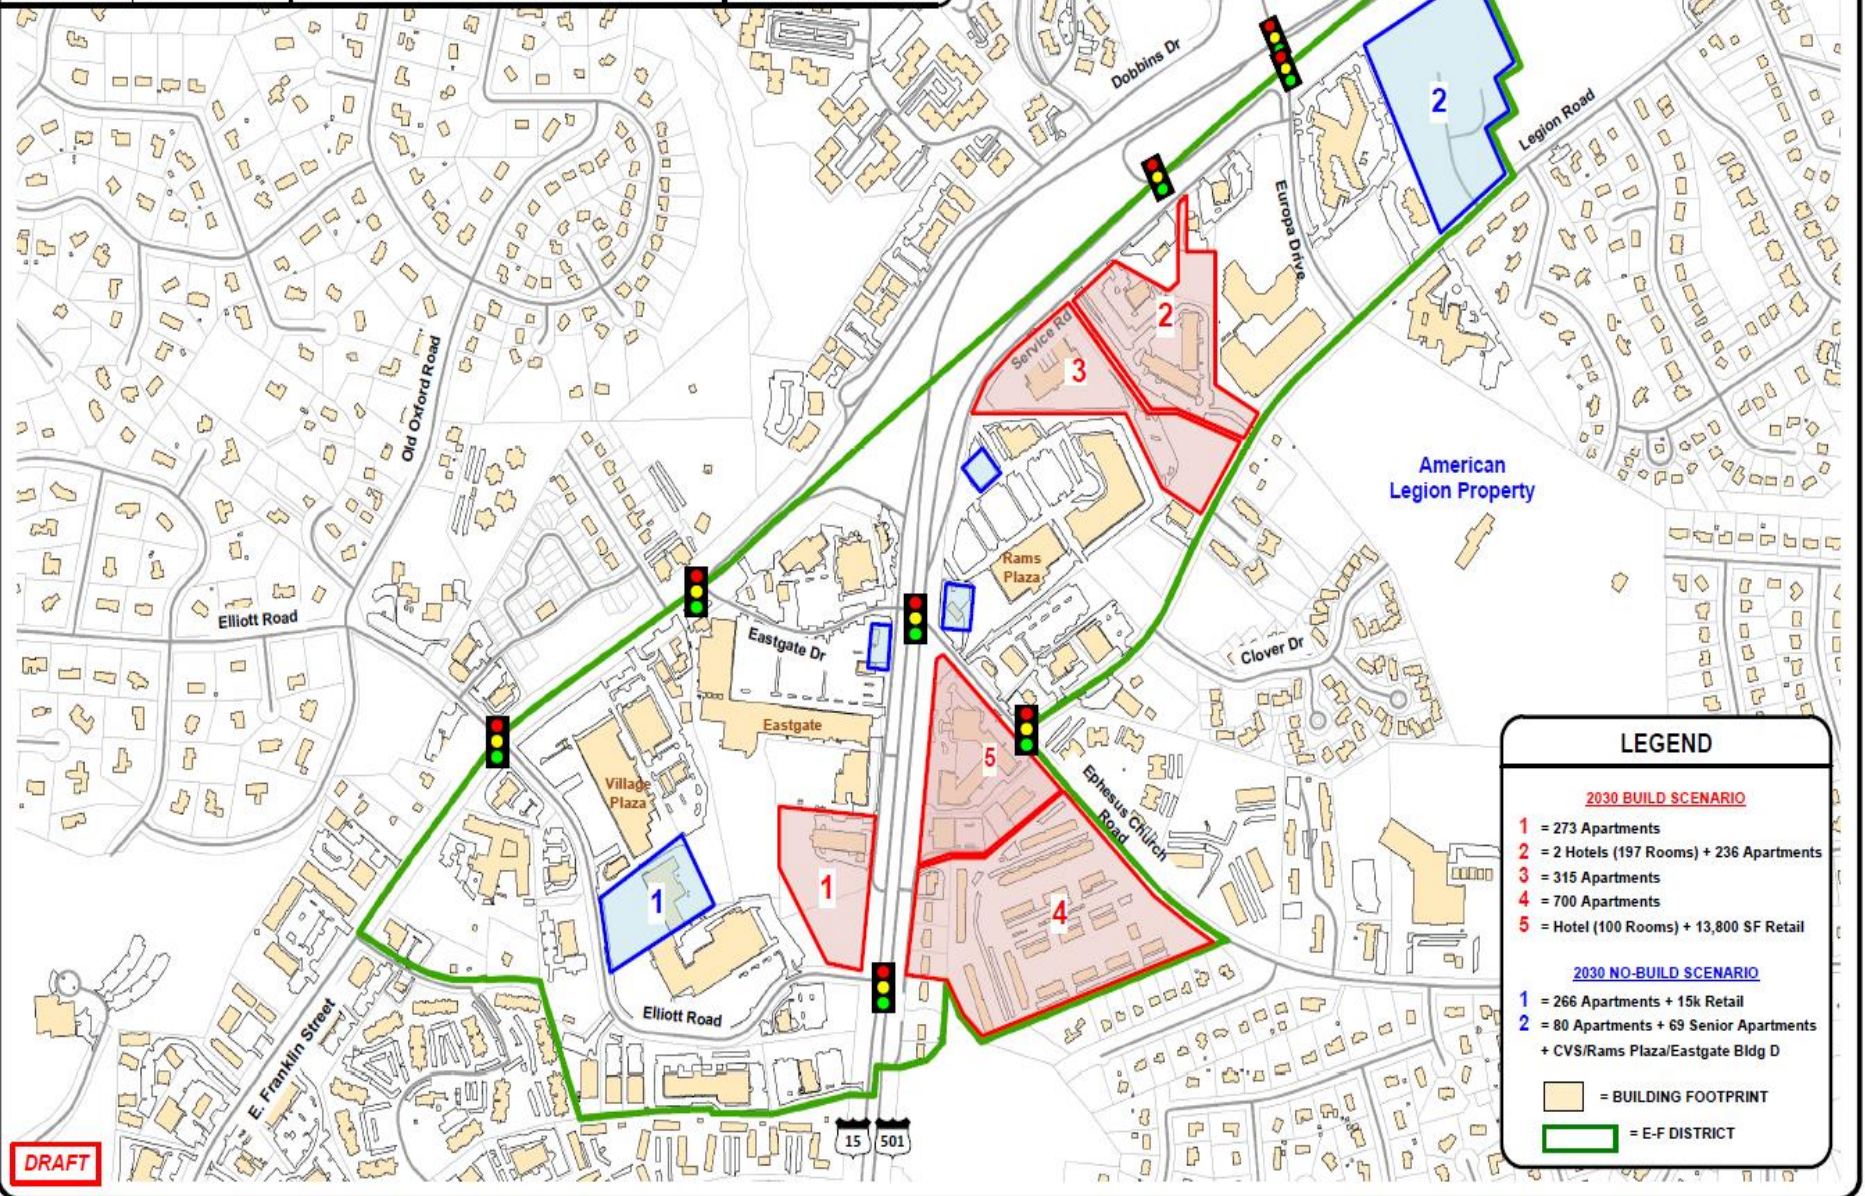 Dobbins Dr
2
Legion Road
Europa Drive
2
Service Rd
3
Old Oxford Road
American
Legion Property
Rams
Plaza
Elliott Road
Eastgate Dr
Clover Dr
Eastgate
5
Village
Plaza
Ephesus Church
Road
1
1
4
Elliott Road
E. Franklin Street
15
501
DRAFT
LEGEND
2030 BUILD SCENARIO
1 = 273 Apartments
2 = 2 Hotels (197 Rooms) + 236 Apartments
3 = 315 Apartments
4 = 700 Apartments
5 = Hotel (100 Rooms) + 13,800 SF Retail
2030 NO-BUILD SCENARIO
1 = 266 Apartments + 15k Retail
2 = 80 Apartments + 69 Senior Apartments
+ CVS/Rams Plaza/Eastgate Bldg D
= BUILDING FOOTPRINT
= E-F DISTRICT